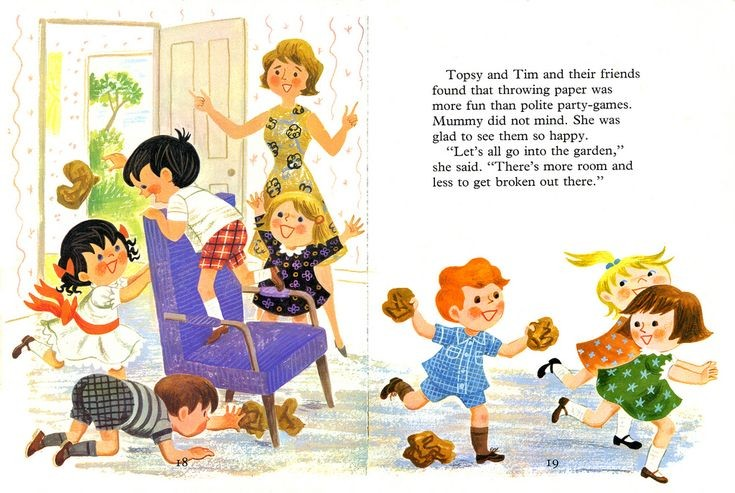 Topsy and Tim and their friends
found that throwing paper was
more fun than polite party-games.
Mummy did not mind. She was
glad to see them so happy.
“Let’s all go into the garden,”
she said. “There’s more room and
less to get broken out there.”
18
19